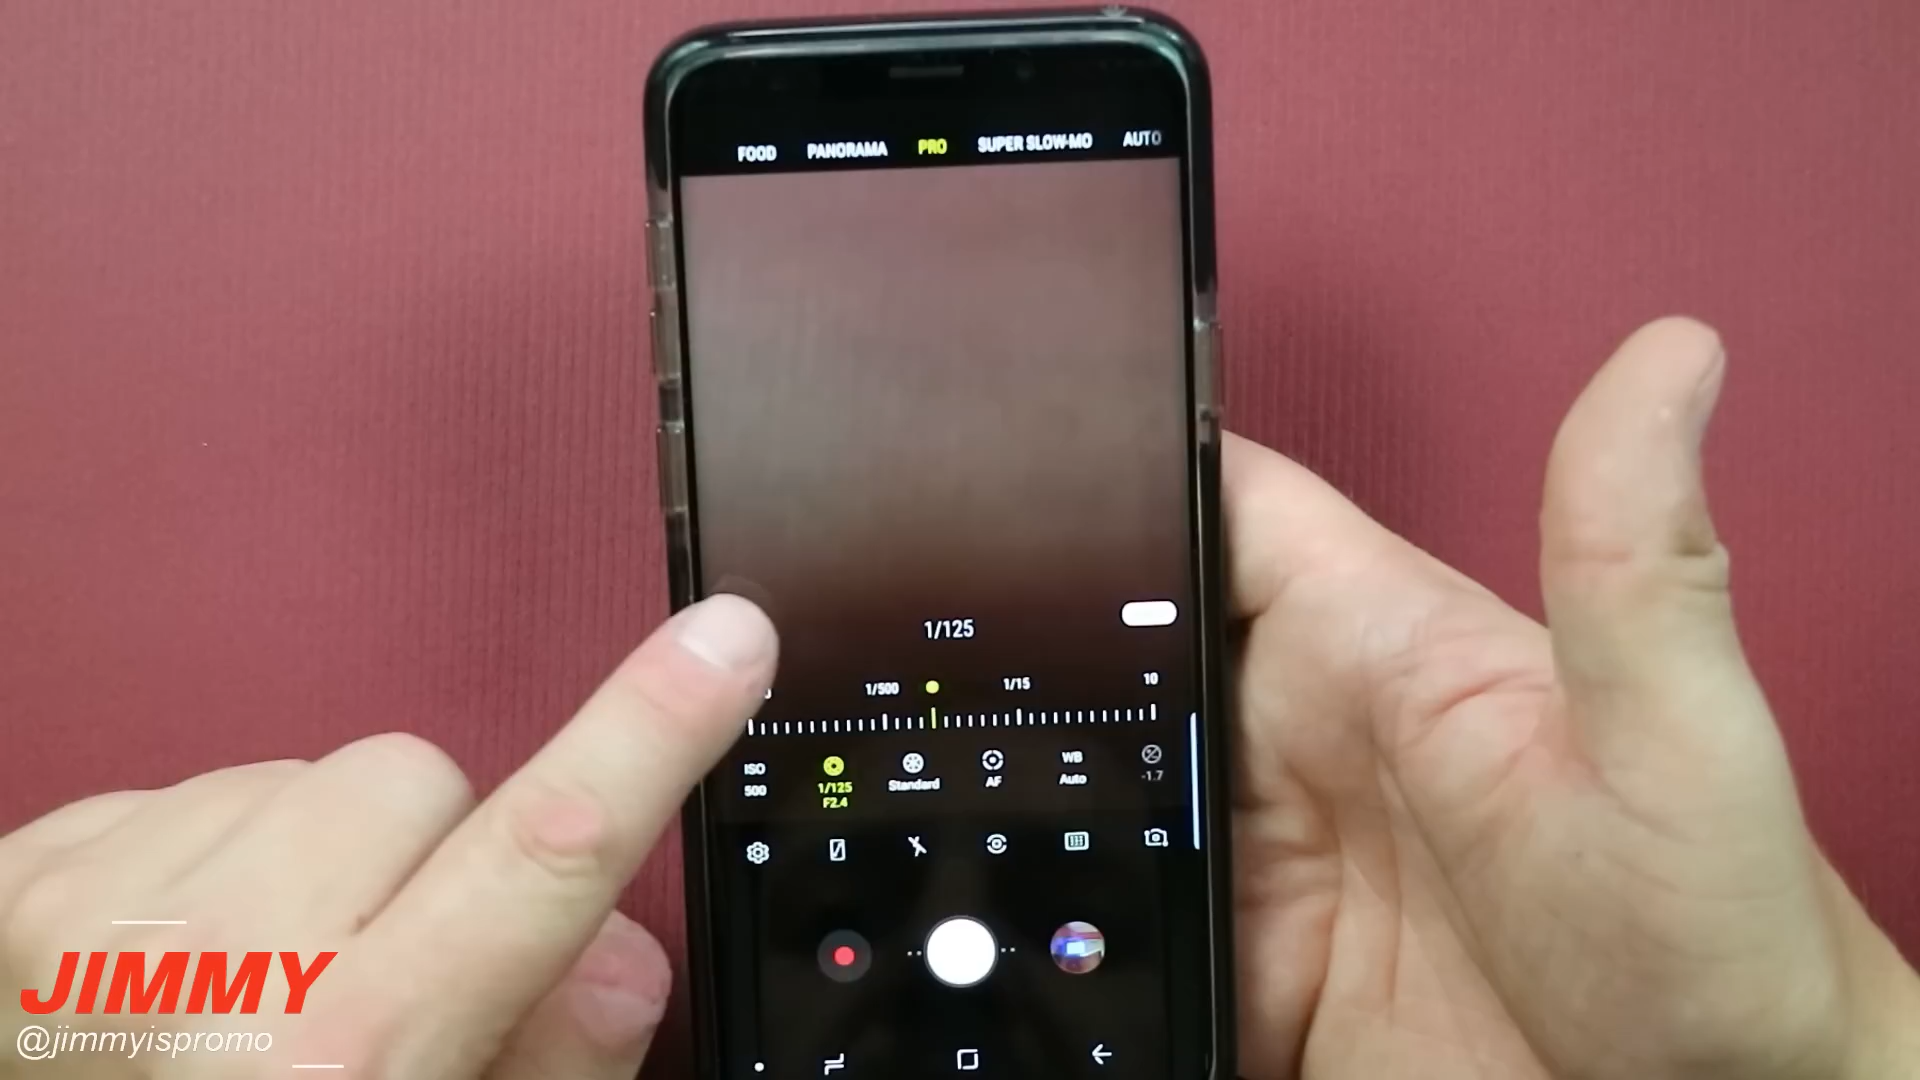 FOOD PANORAMA PRO SUPER SLOW-MO AUTO
1/125
1/500 1/15 10
ISO
500
1/125
F2.4
Standard
AF
WB
Auto
-1.7
JIMMY
@jimmyispromo